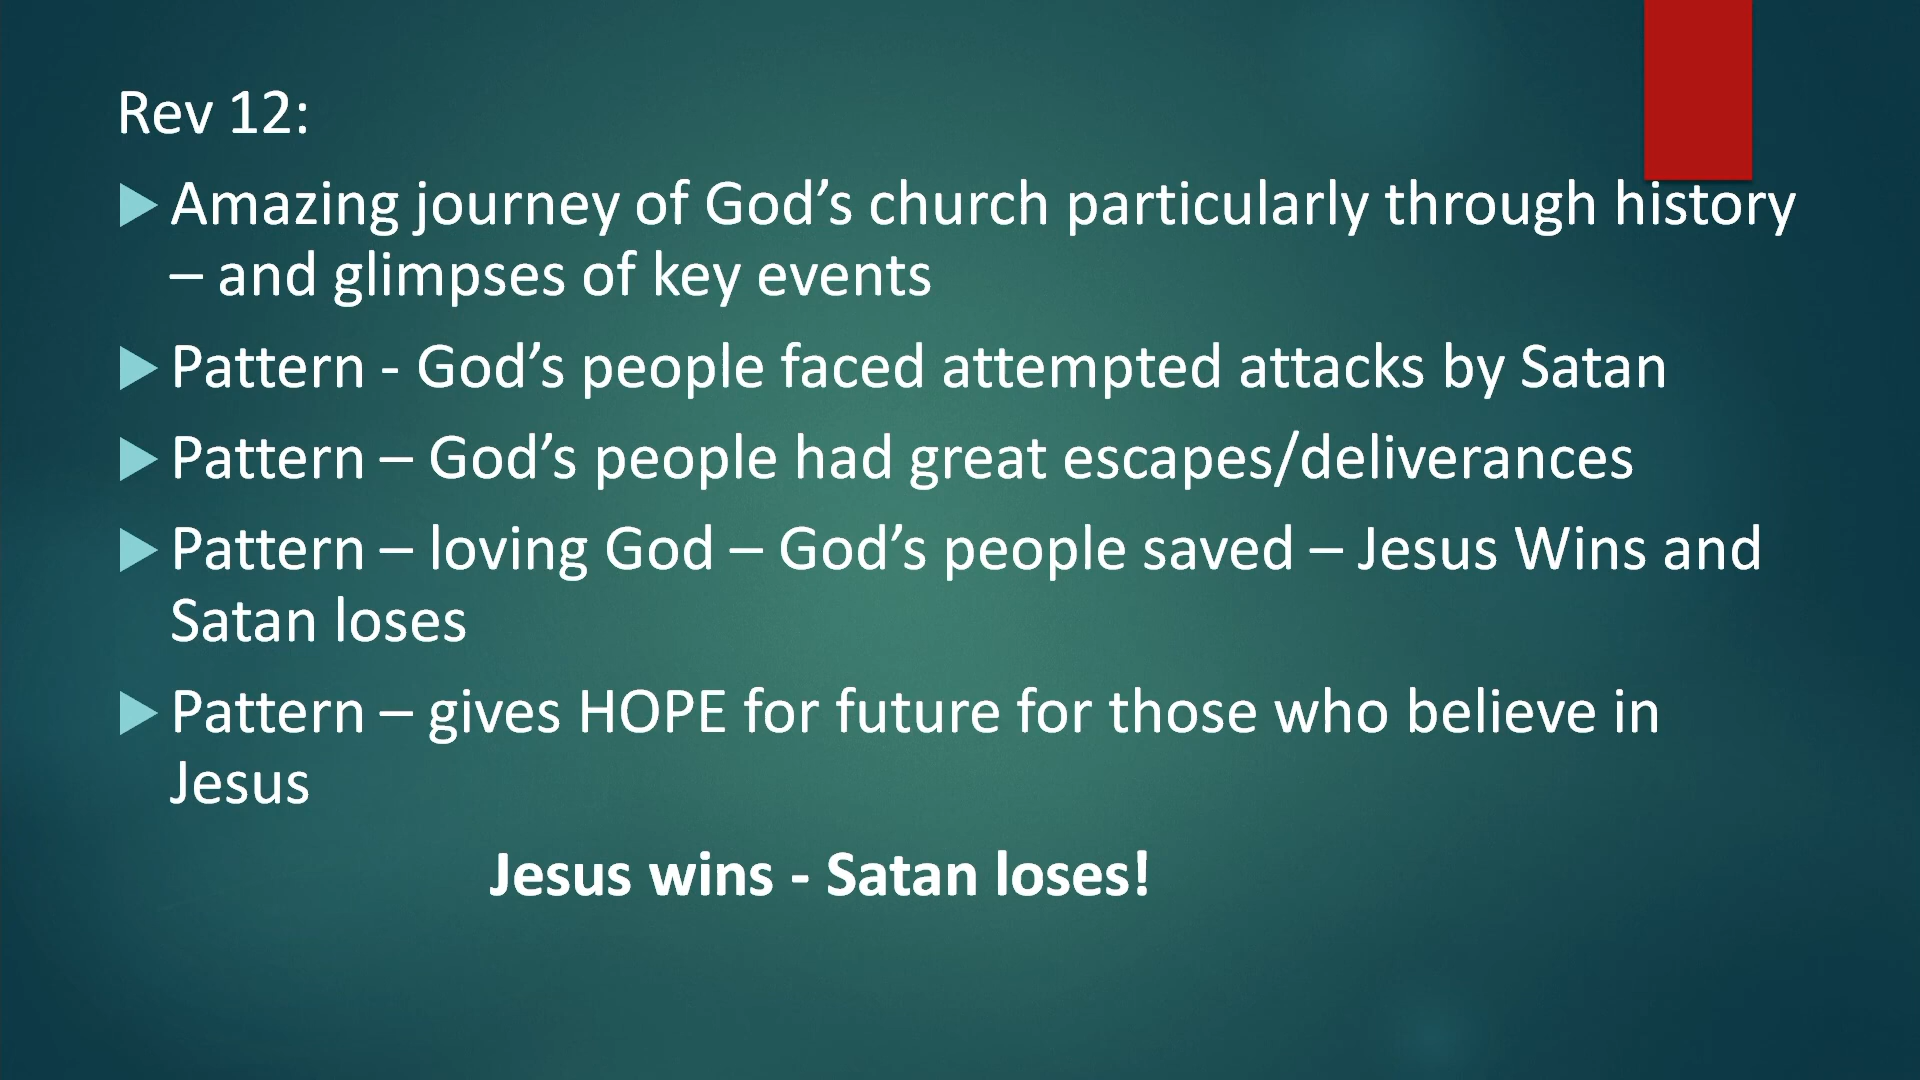 Rev 12:
Amazing journey of God’s church particularly through history
– and glimpses of key events
Pattern - God’s people faced attempted attacks by Satan
Pattern – God’s people had great escapes/deliverances
Pattern – loving God – God’s people saved – Jesus Wins and
Satan loses
Pattern – gives HOPE for future for those who believe in
Jesus
Jesus wins - Satan loses!